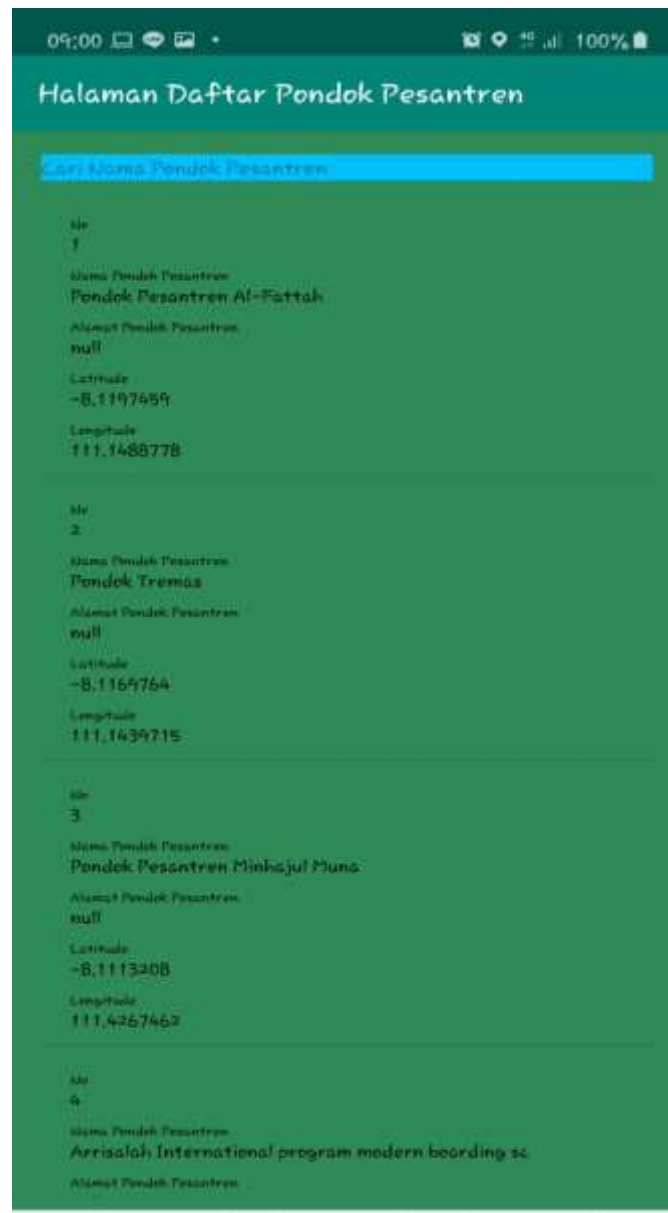 09:00
100%
Halaman Daftar Pondok Pesantren
Cari Nama Pondok Pesantren
No
1
Nama Pondok Pesantren
Pondok Pesantren Al-Fattah
Alamat Pondok Pesantren
null
Latitude
-8.1197459
Longitude
111.1488778
No
2
Nama Pondok Pesantren
Pondok Tremas
Alamat Pondok Pesantren
null
Latitude
-8.1169764
Longitude
111.1439715
No
3
Nama Pondok Pesantren
Pondok Pesantren Minhajul Muna
Alamat Pondok Pesantren
null
Latitude
-8.1113208
Longitude
111.4267462
No
4
Nama Pondok Pesantren
Arrisalah International program modern boarding sc
Alamat Pondok Pesantren